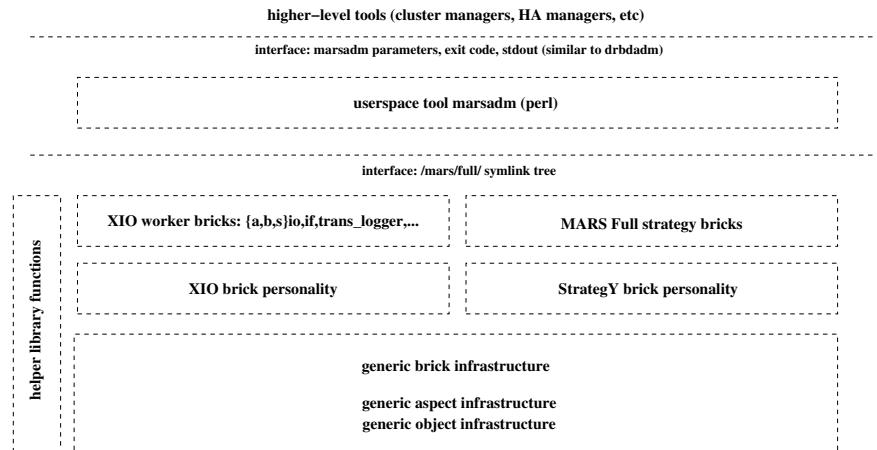 higher−level tools (cluster managers, HA managers, etc)
interface: marsadm parameters, exit code, stdout (similar to drbdadm)
userspace tool marsadm (perl)
interface: /mars/full/ symlink tree
helper library functions
XIO worker bricks: {a,b,s}io,if,trans_logger,...
MARS Full strategy bricks
XIO brick personality
StrategY brick personality
generic brick infrastructure
generic aspect infrastructure
generic object infrastructure